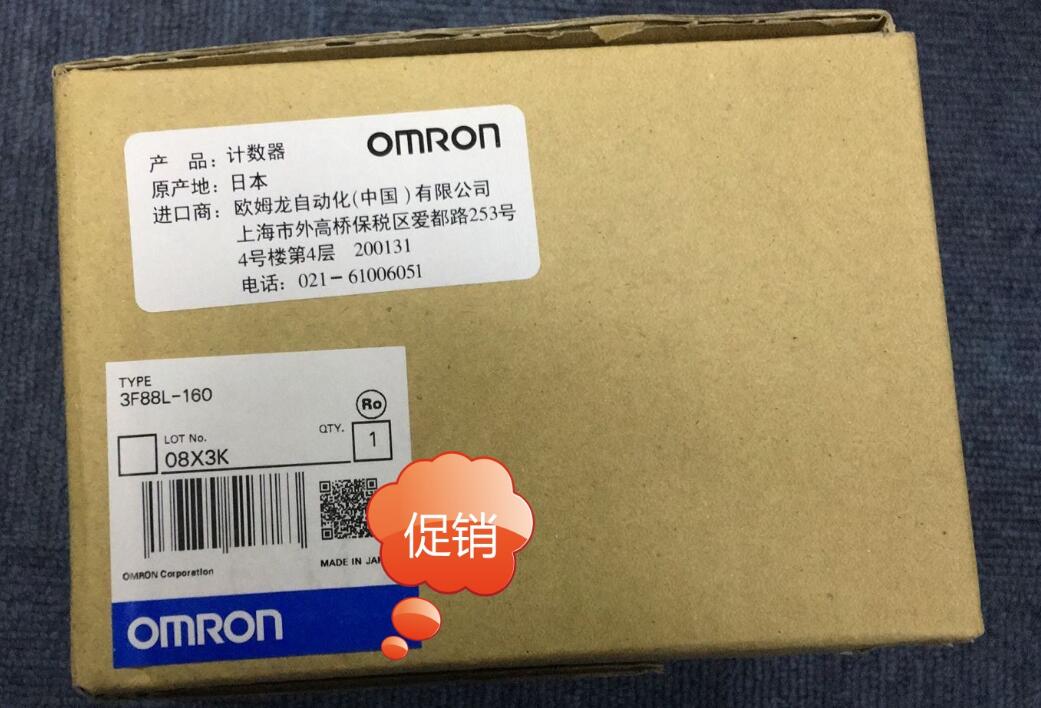 OMRON
产 品：计数器
原产地：日本
进口商：欧姆龙自动化(中国)有限公司
上海市外高桥保税区爱都路253号
4号楼第4层 200131
电话：021-61006051
TYPE
3F88L-160
Ro
LOT No.
08X3K
QTY.
1
OMRON Corporation
MADE IN JAP
促销
OMRON